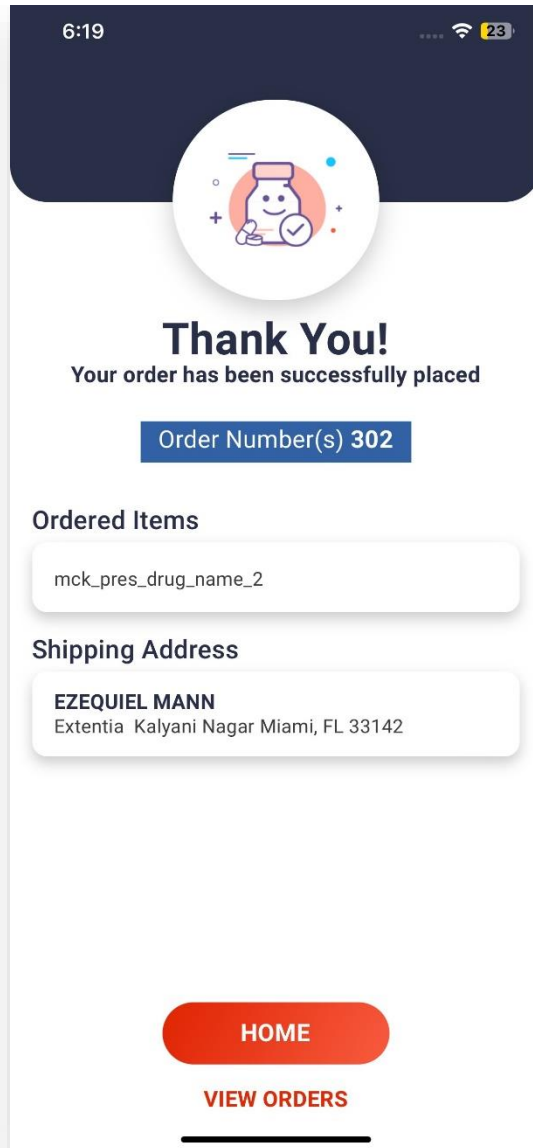 6:19
23
Thank You!
Your order has been successfully placed
Order Number(s) 302
Ordered Items
mck_pres_drug_name_2
Shipping Address
EZEQUIEL MANN
Extentia Kalyani Nagar Miami, FL 33142
HOME
VIEW ORDERS